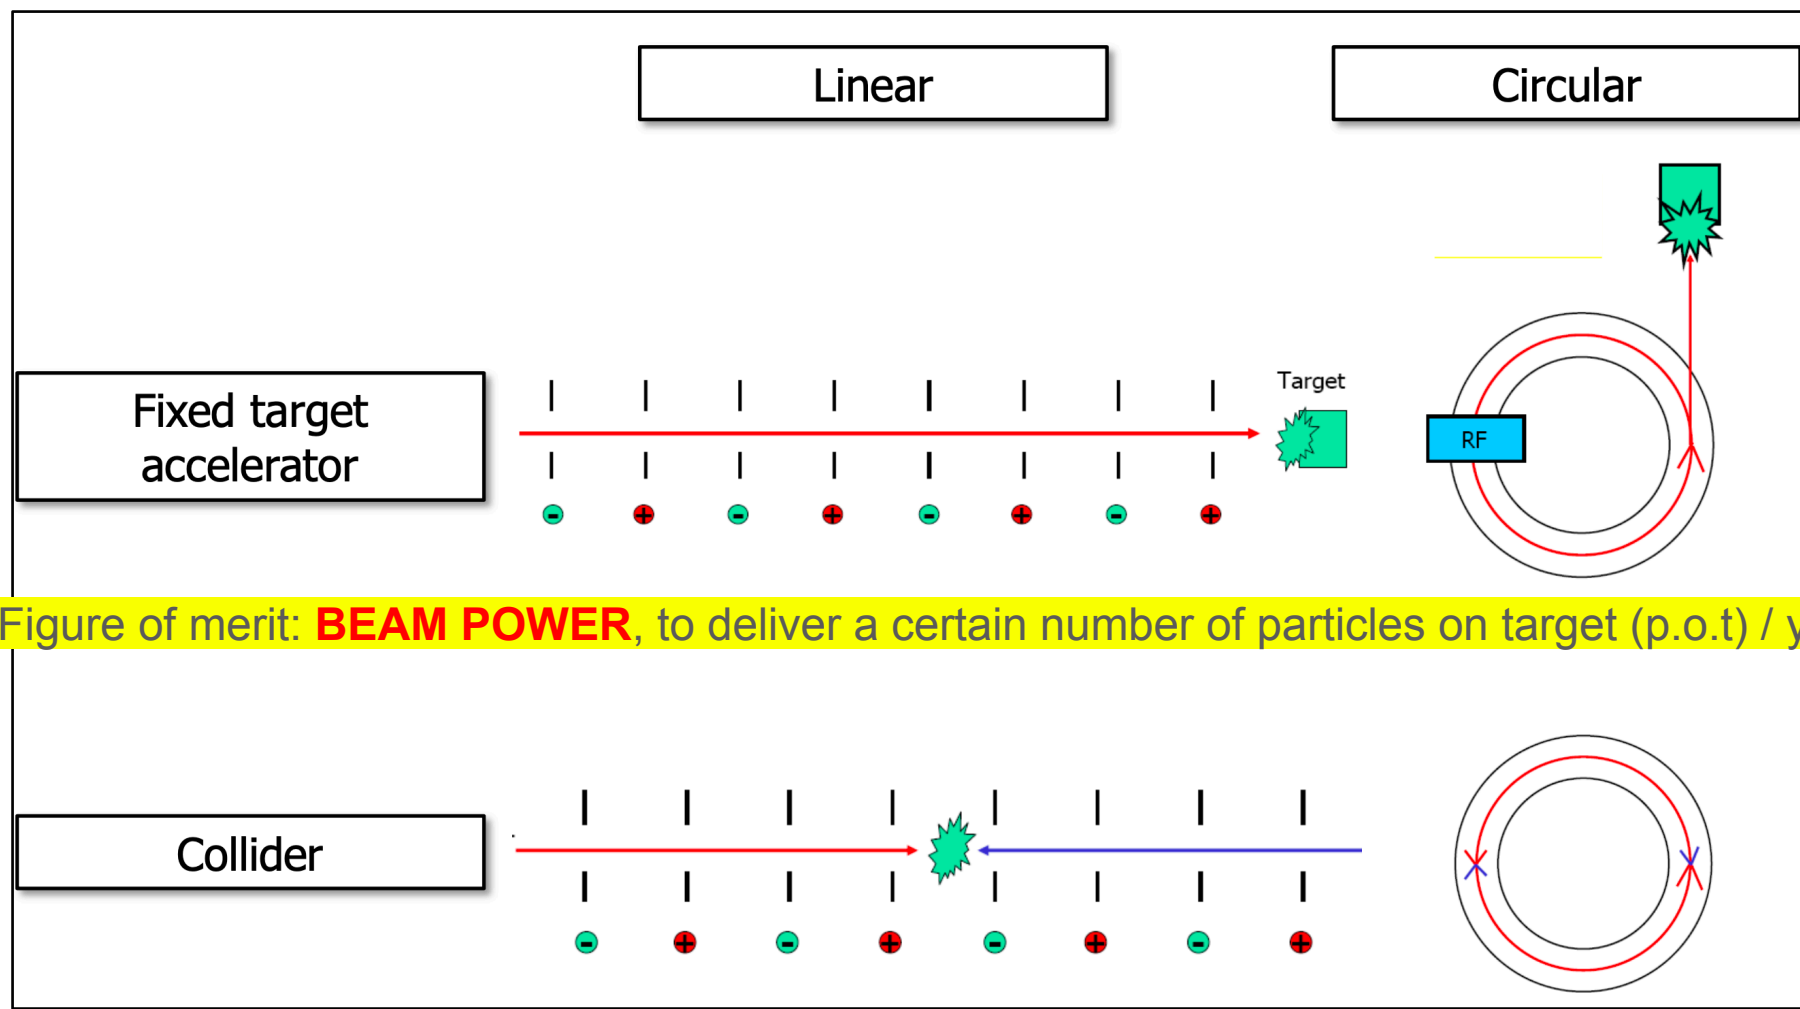 Linear
Circular
Fixed target
accelerator
Target
RF
- + - + - + - +
Figure of merit: BEAM POWER, to deliver a certain number of particles on target (p.o.t) / y
Collider
- + - + - + - +